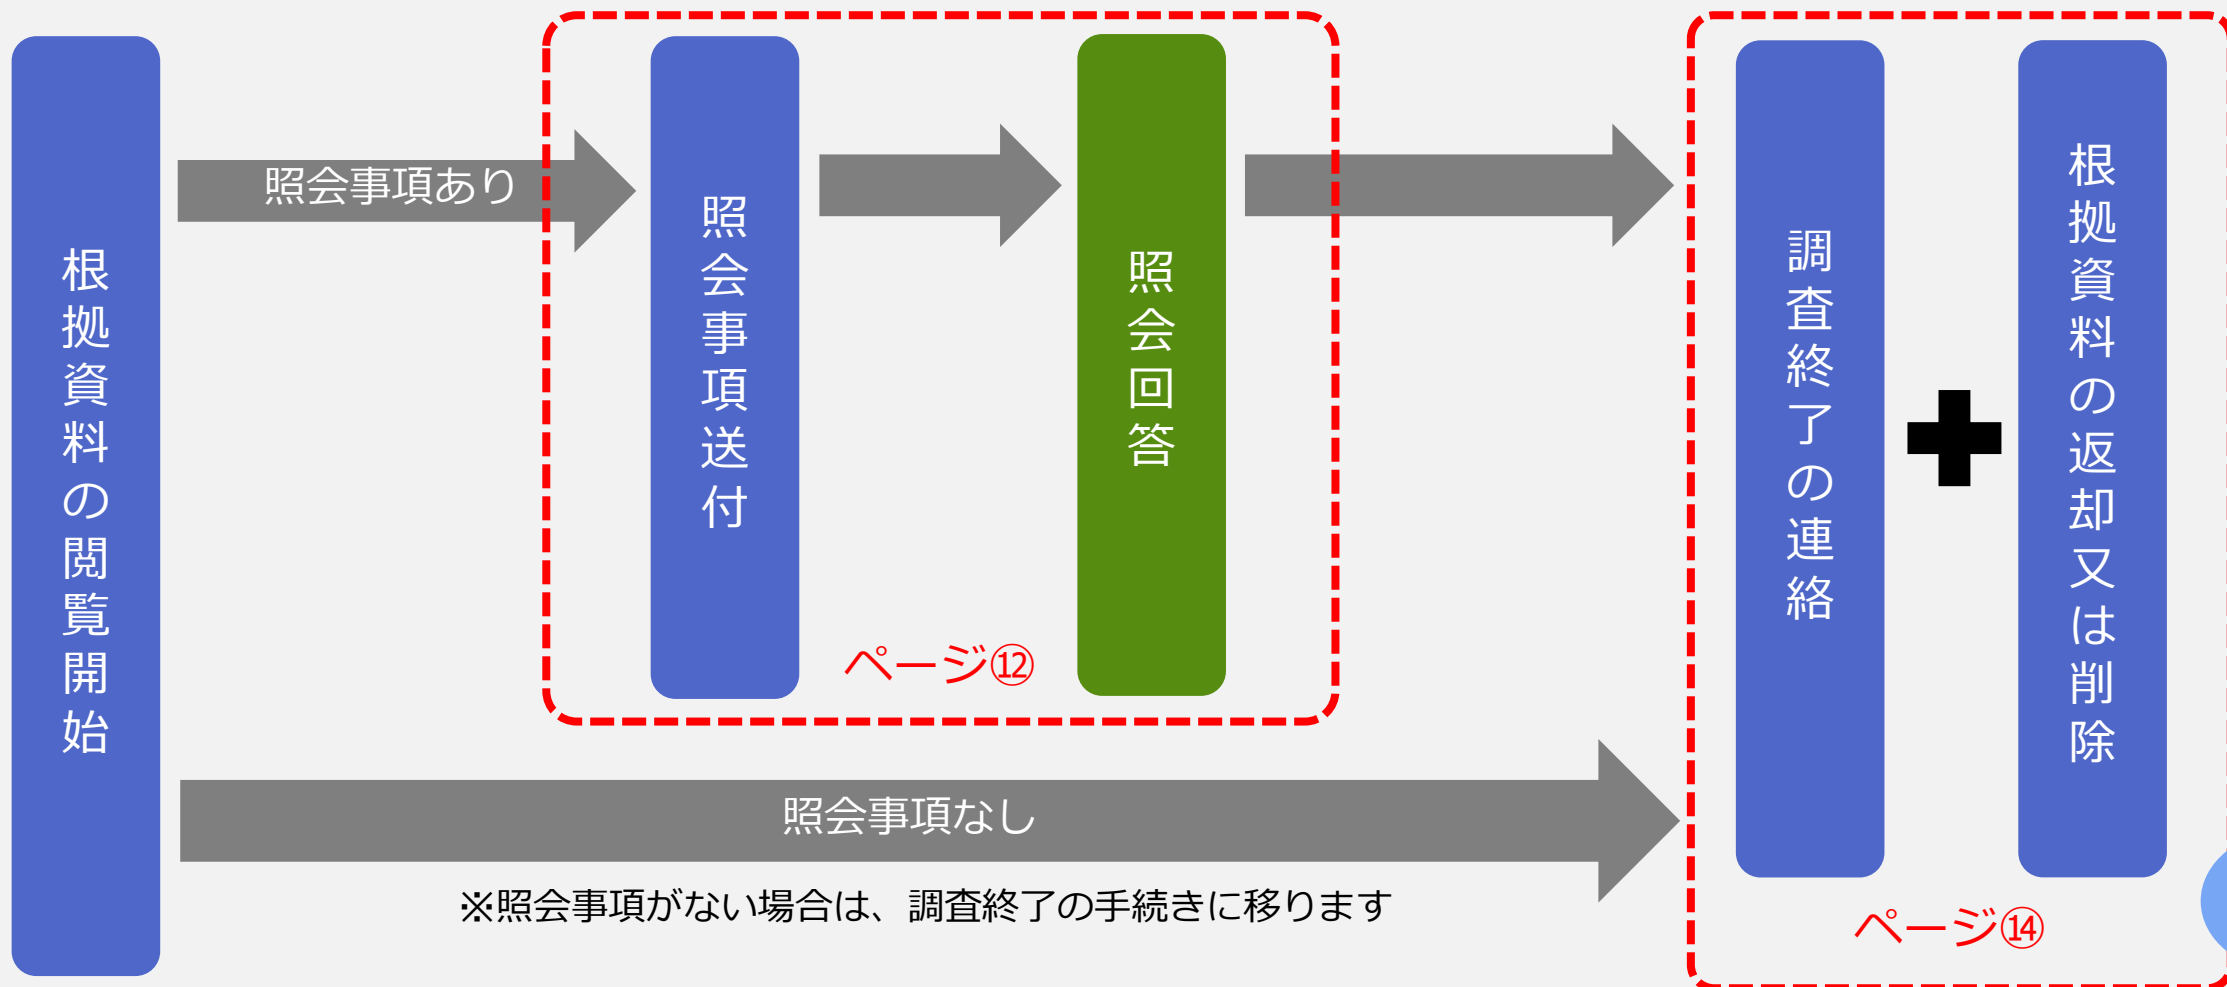 根拠資料の閲覧開始
照会事項あり
照会事項送付
照会回答
ページ⑫
照会事項なし
※照会事項がない場合は、調査終了の手続きに移ります
調査終了の連絡
根拠資料の返却又は削除
ページ⑭